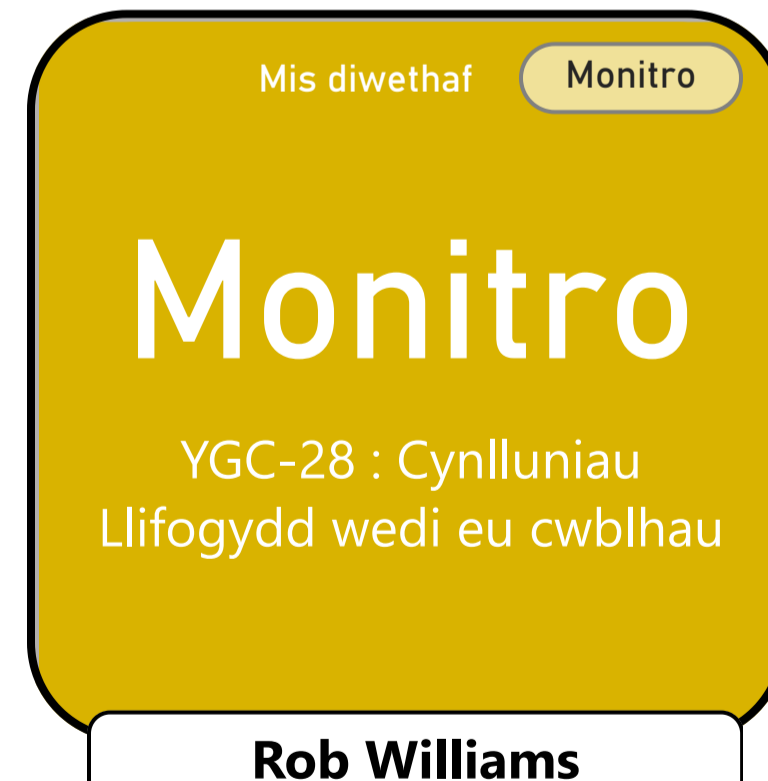 Mis diwethaf Monitro
Monitro
YGC-28 : Cynlluniau
Llifogydd wedi eu cwblhau
Rob Williams